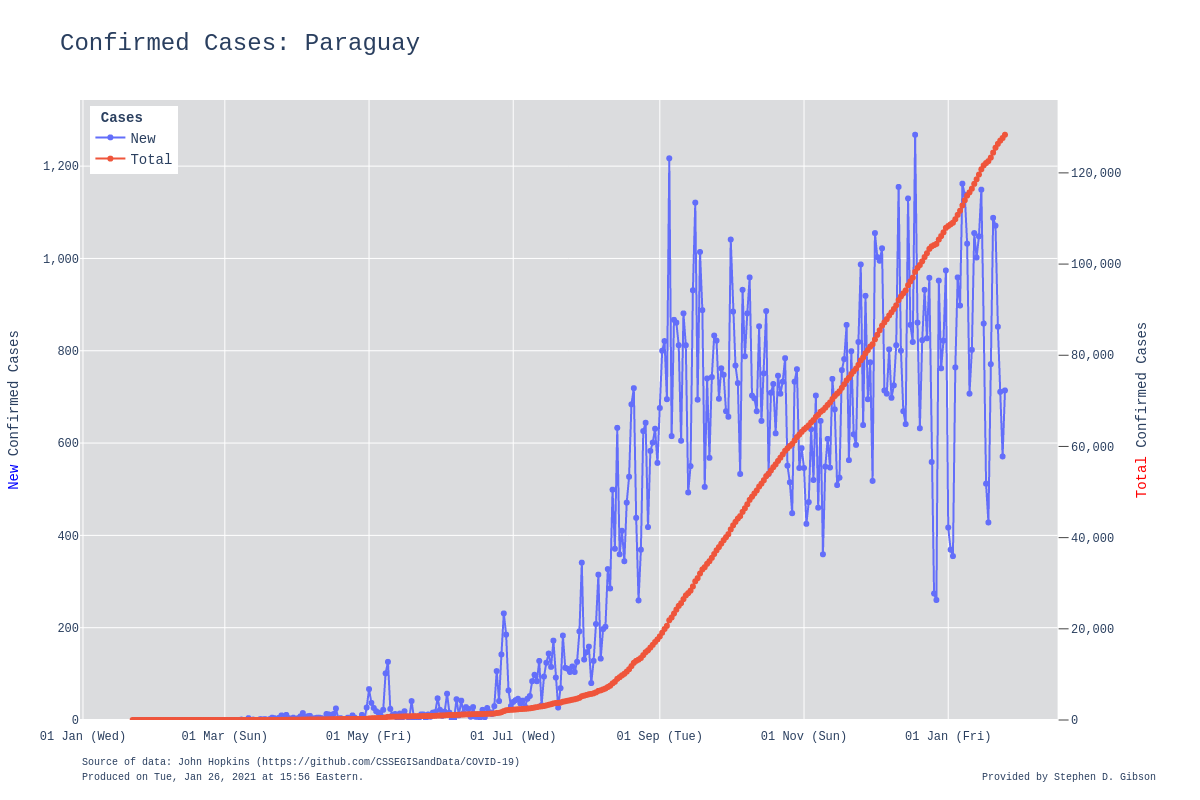 Confirmed Cases: Paraguay
Cases
New
Total
1,200
1,000
800
600
400
200
0
120,000
100,000
80,000
60,000
40,000
20,000
0
New Confirmed Cases
Total Confirmed Cases
01 Jan (Wed)
01 Mar (Sun)
01 May (Fri)
01 Jul (Wed)
01 Sep (Tue)
01 Nov (Sun)
01 Jan (Fri)
Source of data: John Hopkins (https://github.com/CSSEGISandData/COVID-19)
Produced on Tue, Jan 26, 2021 at 15:56 Eastern.
Provided by Stephen D. Gibson